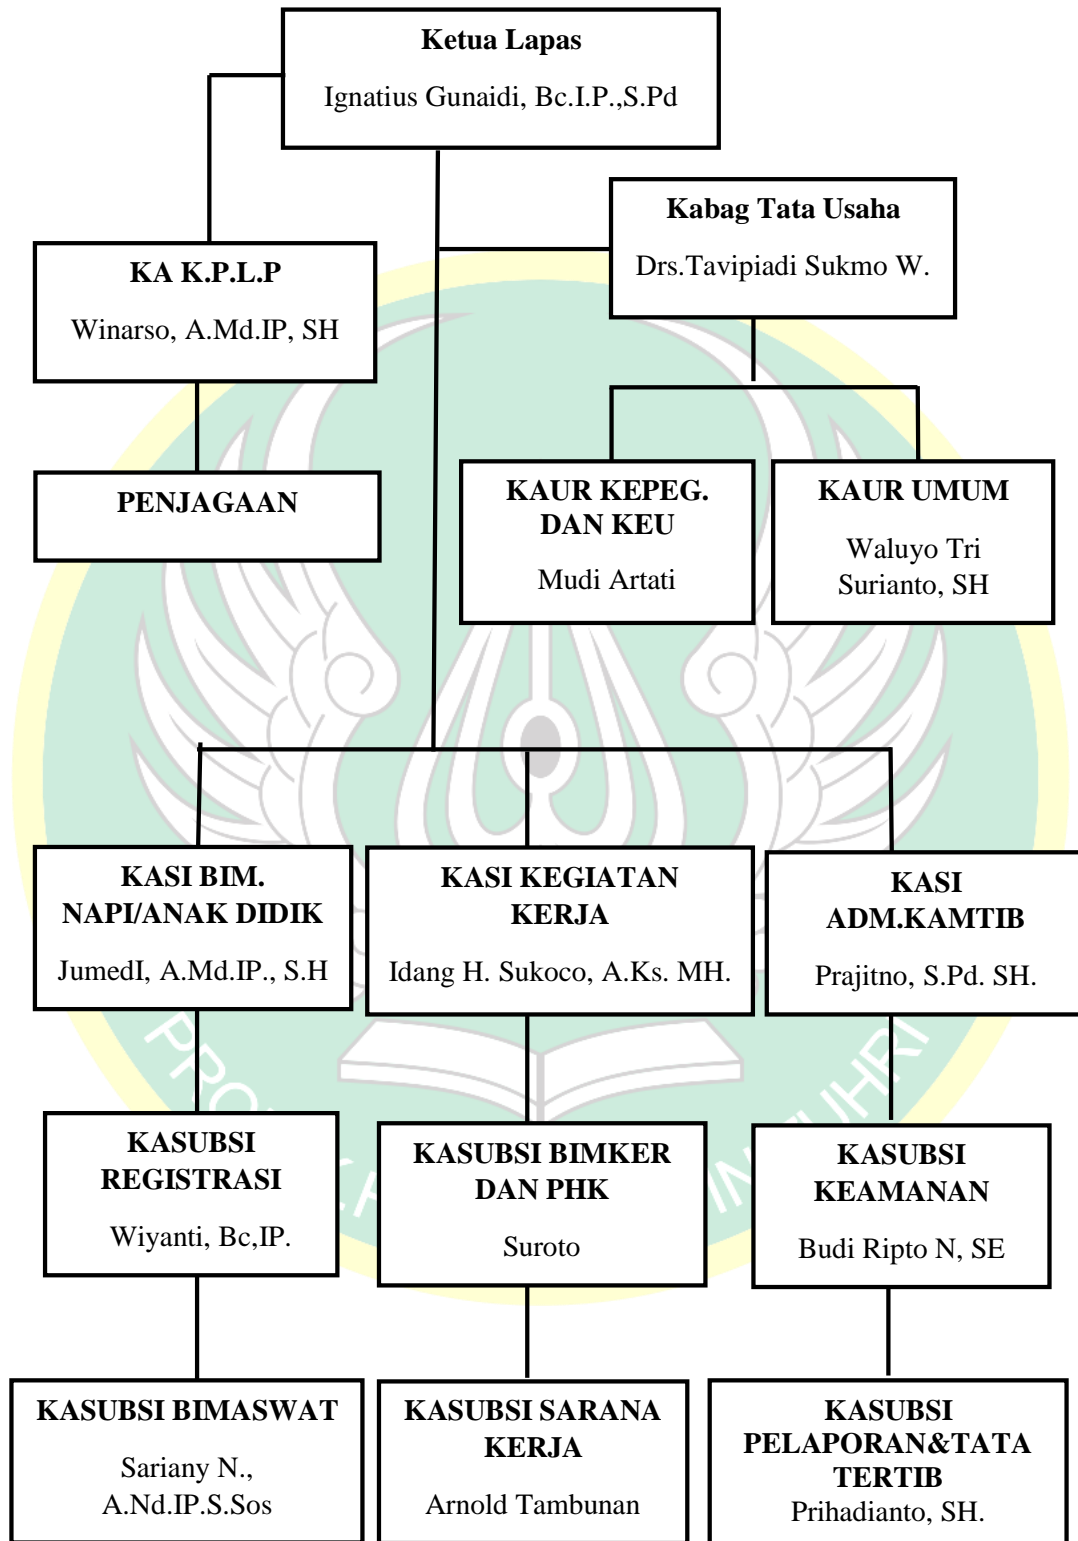 Ketua Lapas
Ignatius Gunaidi, Bc.I.P.,S.Pd
Kabag Tata Usaha
Drs.Tavipiadi Sukmo W.
KA K.P.L.P
Winarso, A.Md.IP, SH
PENJAGAAN
KAUR KEPEG.
DAN KEU
Mudi Artati
KAUR UMUM
Waluyo Tri
Surianto, SH
KASI BIM.
NAPI/ANAK DIDIK
JumedI, A.Md.IP., S.H
KASI KEGIATAN
KERJA
Idang H. Sukoco, A.Ks. MH.
KASI
ADM.KAMTIB
Prajitno, S.Pd. SH.
KASUBSI
REGISTRASI
Wiyanti, Bc,IP.
KASUBSI BIMKER
DAN PHK
Suroto
KASUBSI
KEAMANAN
Budi Ripto N, SE
KASUBSI BIMASWAT
Sariany N.,
A.Nd.IP.S.Sos
KASUBSI SARANA
KERJA
Arnold Tambunan
KASUBSI
PELAPORAN&TATA
TERTIB
Prihadianto, SH.